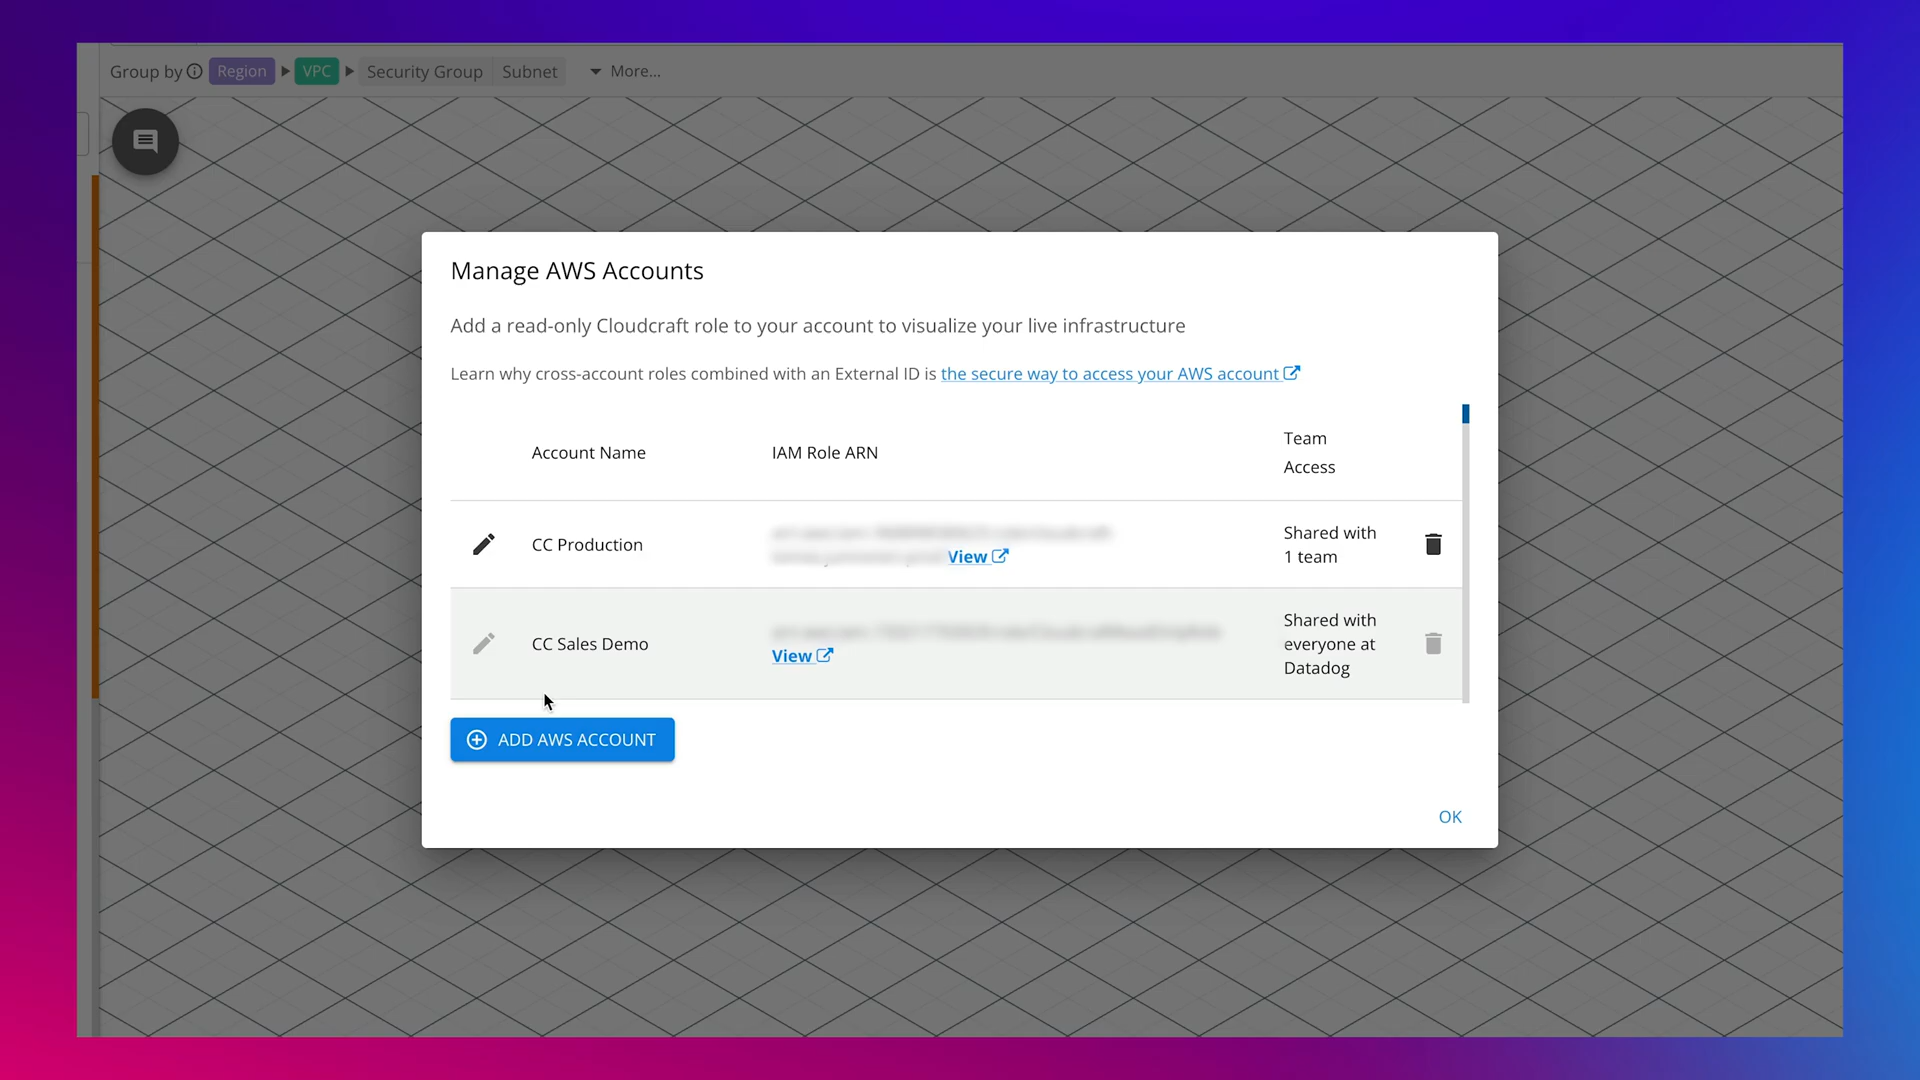 Group by Region VPC Security Group Subnet More...
Manage AWS Accounts
Add a read-only Cloudcraft role to your account to visualize your live infrastructure
Learn why cross-account roles combined with an External ID is the secure way to access your AWS account
Account Name IAM Role ARN Team
Access
CC Production View Shared with
1 team
CC Sales Demo View Shared with
everyone at
Datadog
ADD AWS ACCOUNT
OK